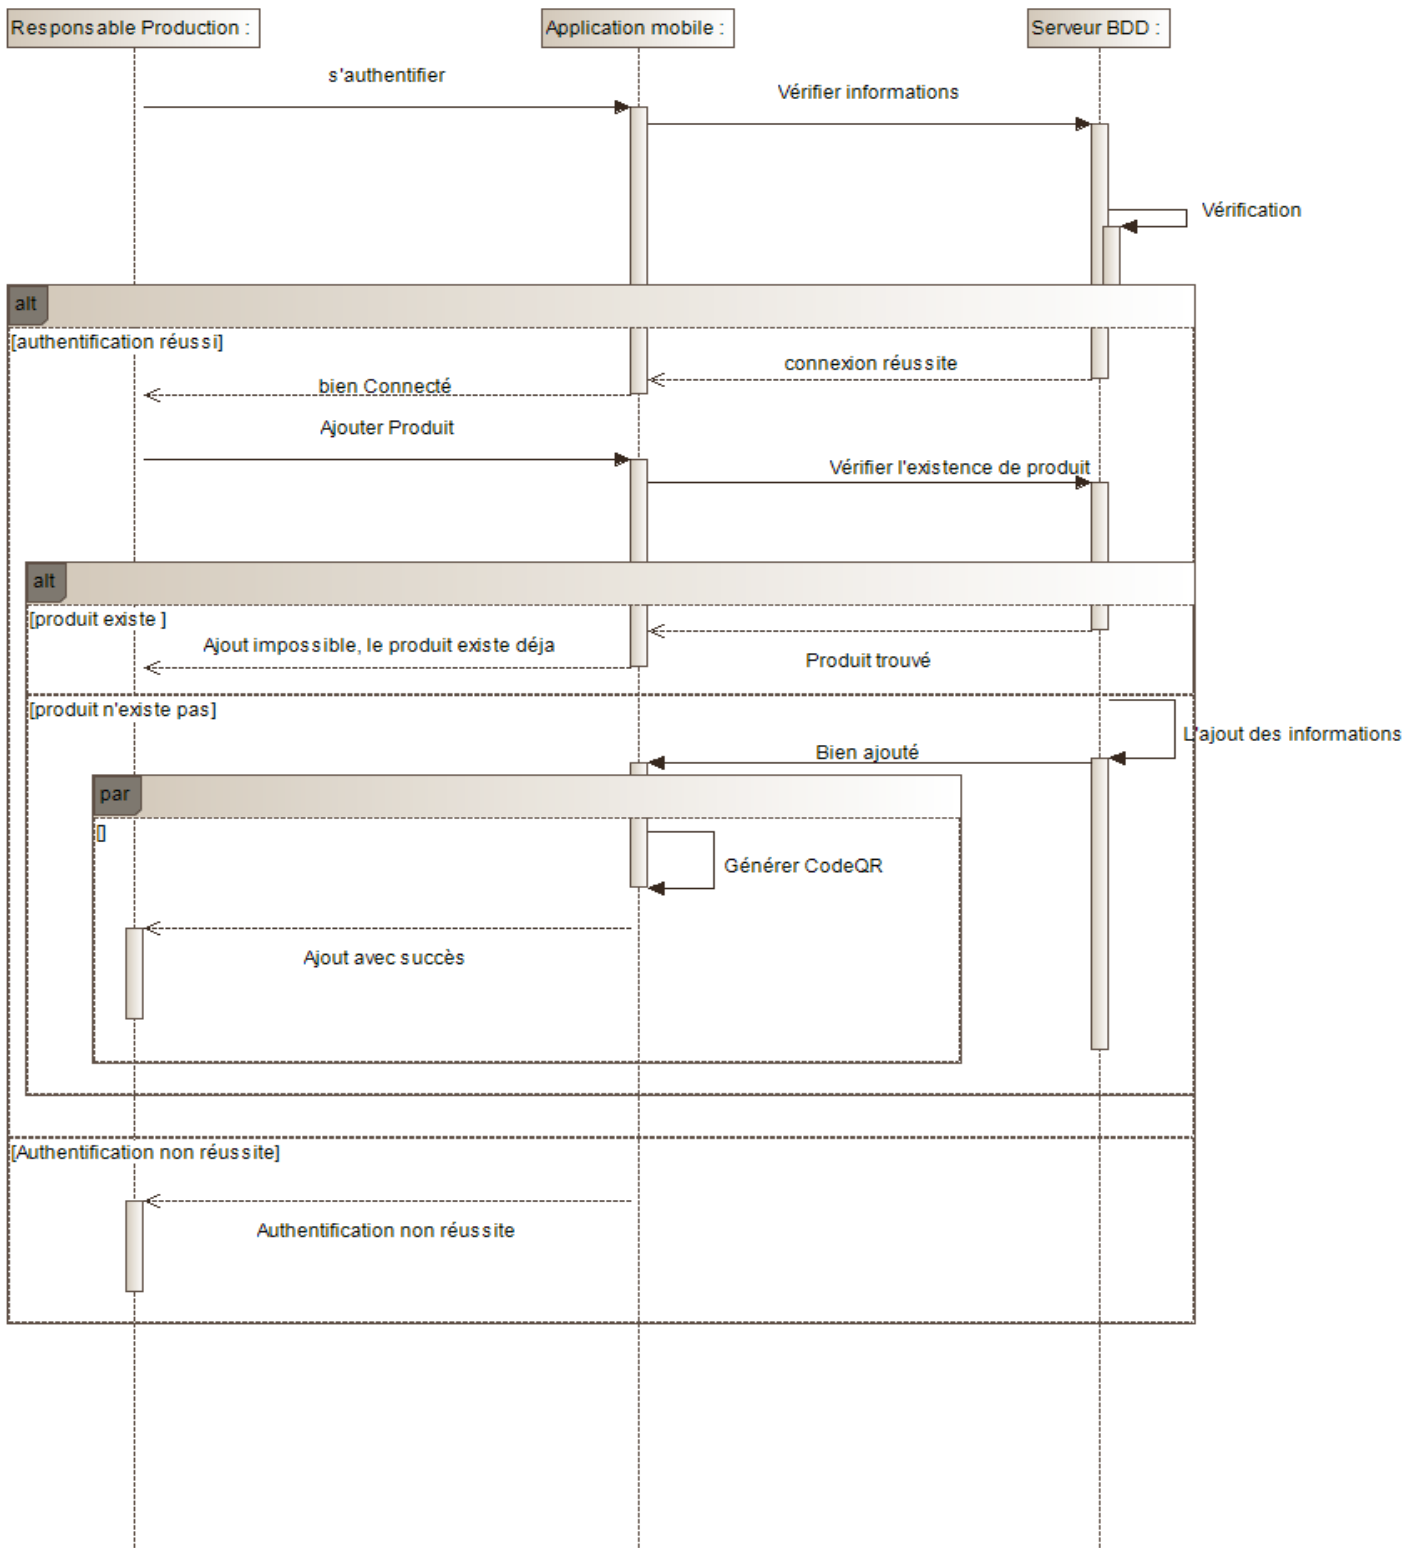 Responsable Production :
Application mobile :
Serveur BDD :
s'authentifier
Vérifier informations
Vérification
alt
[authentification réussi]
connexion réussite
bien Connecté
Ajouter Produit
Vérifier l'existence de produit
alt
[produit existe ]
Ajout impossible, le produit existe déja
Produit trouvé
[produit n'existe pas]
L'ajout des informations
Bien ajouté
par
[]
Générer CodeQR
Ajout avec succès
[Authentification non réussite]
Authentification non réussite